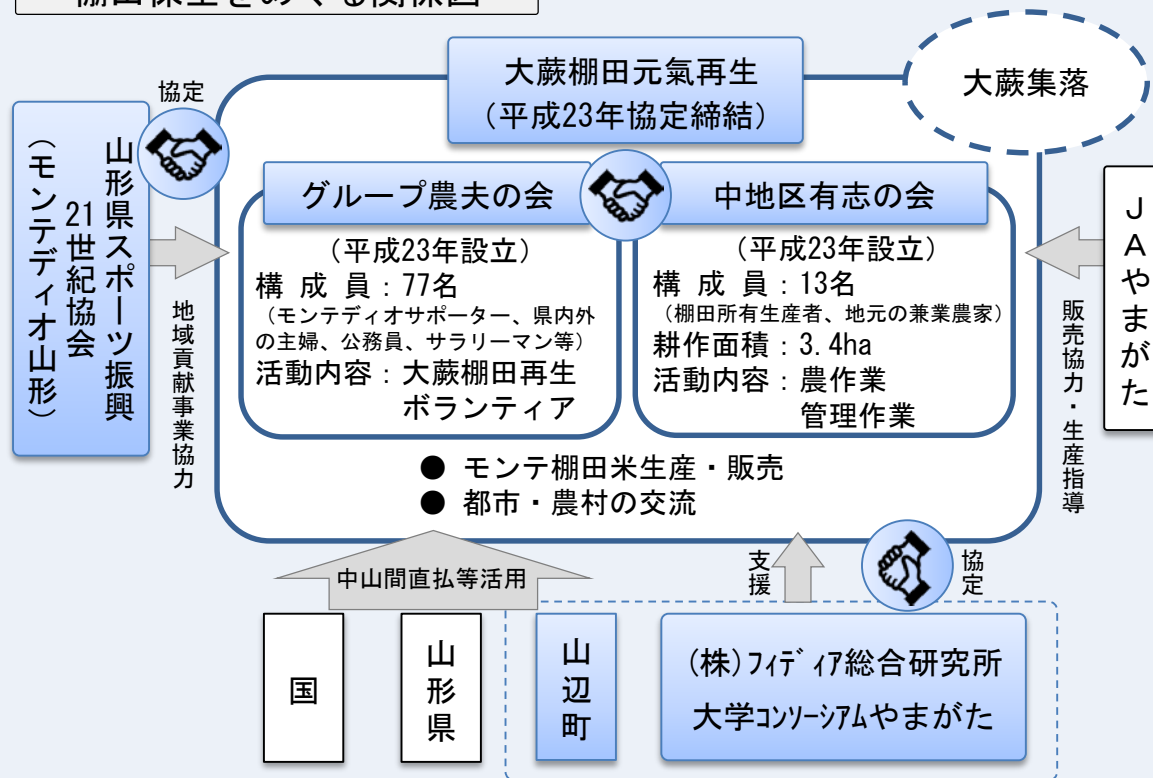 棚田保全をめぐる関係図
大蕨棚田元氣再生
(平成23年協定締結)
大蕨集落
協定
山形県スポーツ振興
21世紀協会
(モンテディオ山形)
地域貢献事業協力
グループ農夫の会
(平成23年設立)
構 成 員:77名
(モンテディオサポーター、県内外
の主婦、公務員、サラリーマン等)
活動内容:大蕨棚田再生
ボランティア
中地区有志の会
(平成23年設立)
構 成 員:13名
(棚田所有生産者、地元の兼業農家)
耕作面積:3.4ha
活動内容:農作業
管理作業
JAやまがた
販売協力・生産指導
● モンテ棚田米生産・販売
● 都市・農村の交流
中山間直払等活用
支援
協定
国
山形県
山辺町
(株)フィディア総合研究所
大学コンソーシアムやまがた